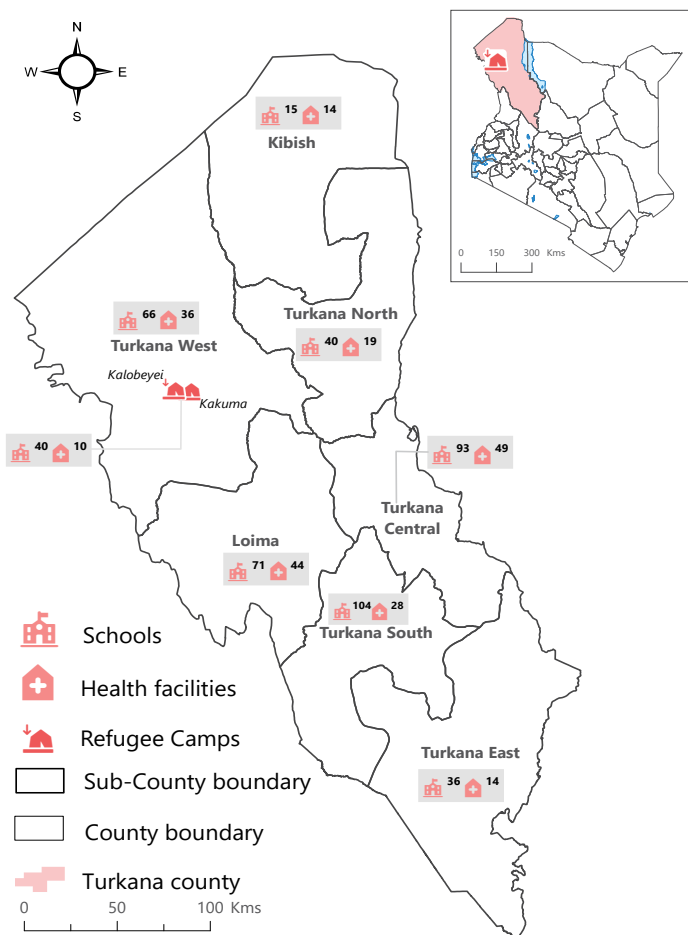 N
W E
S
15 14
Kibish
0 150 300 Kms
66 36
Turkana West
Turkana North
40 19
Kalobeyei
Kakuma
40 10
93 49
Turkana
Central
Loima
71 44
104 28
Turkana South
Schools
Health facilities
Refugee Camps
Turkana East
36 14
Sub-County boundary
County boundary
Turkana county
0 50 100 Kms